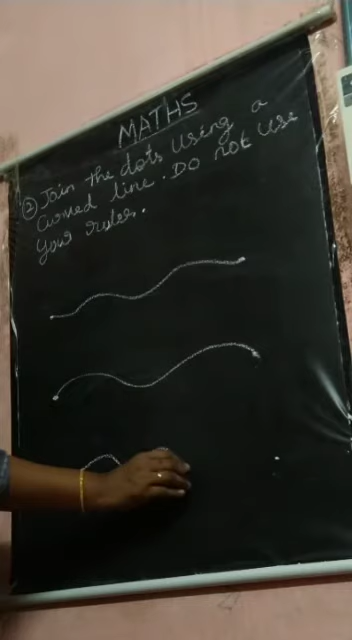 MATHS
② Join the dots using a
curved line. Do not use
your ruler.